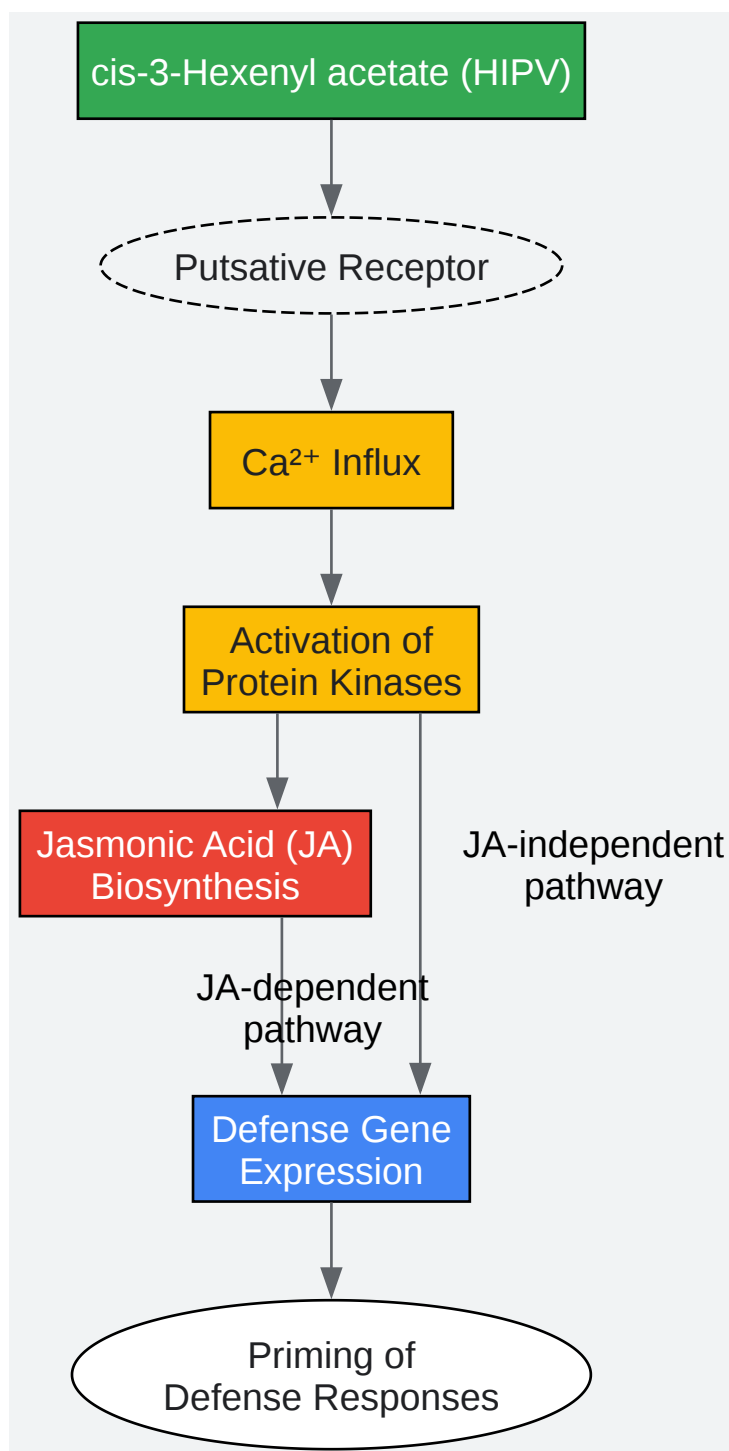 cis-3-Hexenyl acetate (HIPV)
Putsative Receptor
Ca²⁺ Influx
Activation of
Protein Kinases
Jasmonic Acid (JA)
Biosynthesis
JA-independent
pathway
JA-dependent
pathway
Defense Gene
Expression
Priming of
Defense Responses